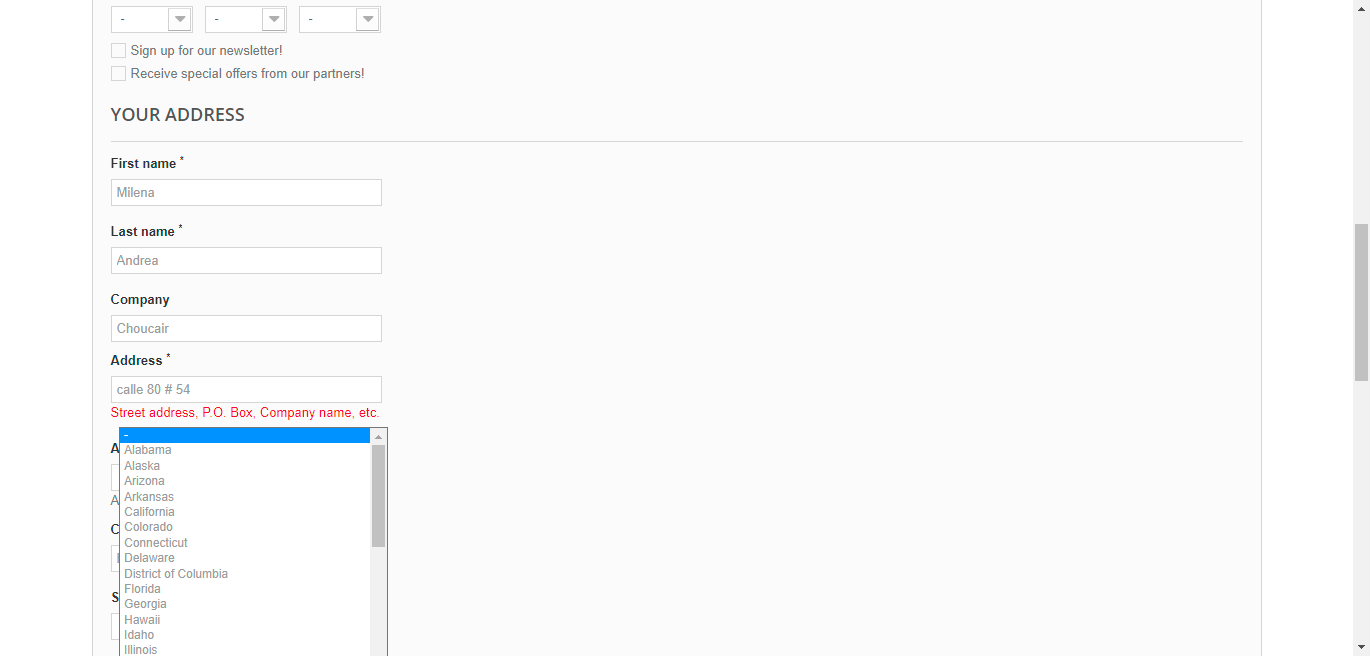 - - -
Sign up for our newsletter!
Receive special offers from our partners!
YOUR ADDRESS
First name *
Milena
Last name *
Andrea
Company
Choucair
Address *
calle 80 # 54
Street address, P.O. Box, Company name, etc.
-
A
Alabama
Alaska
Arizona
A
Arkansas
California
C
Colorado
Connecticut
Delaware
District of Columbia
Florida
S
Georgia
Hawaii
Idaho
Illinois